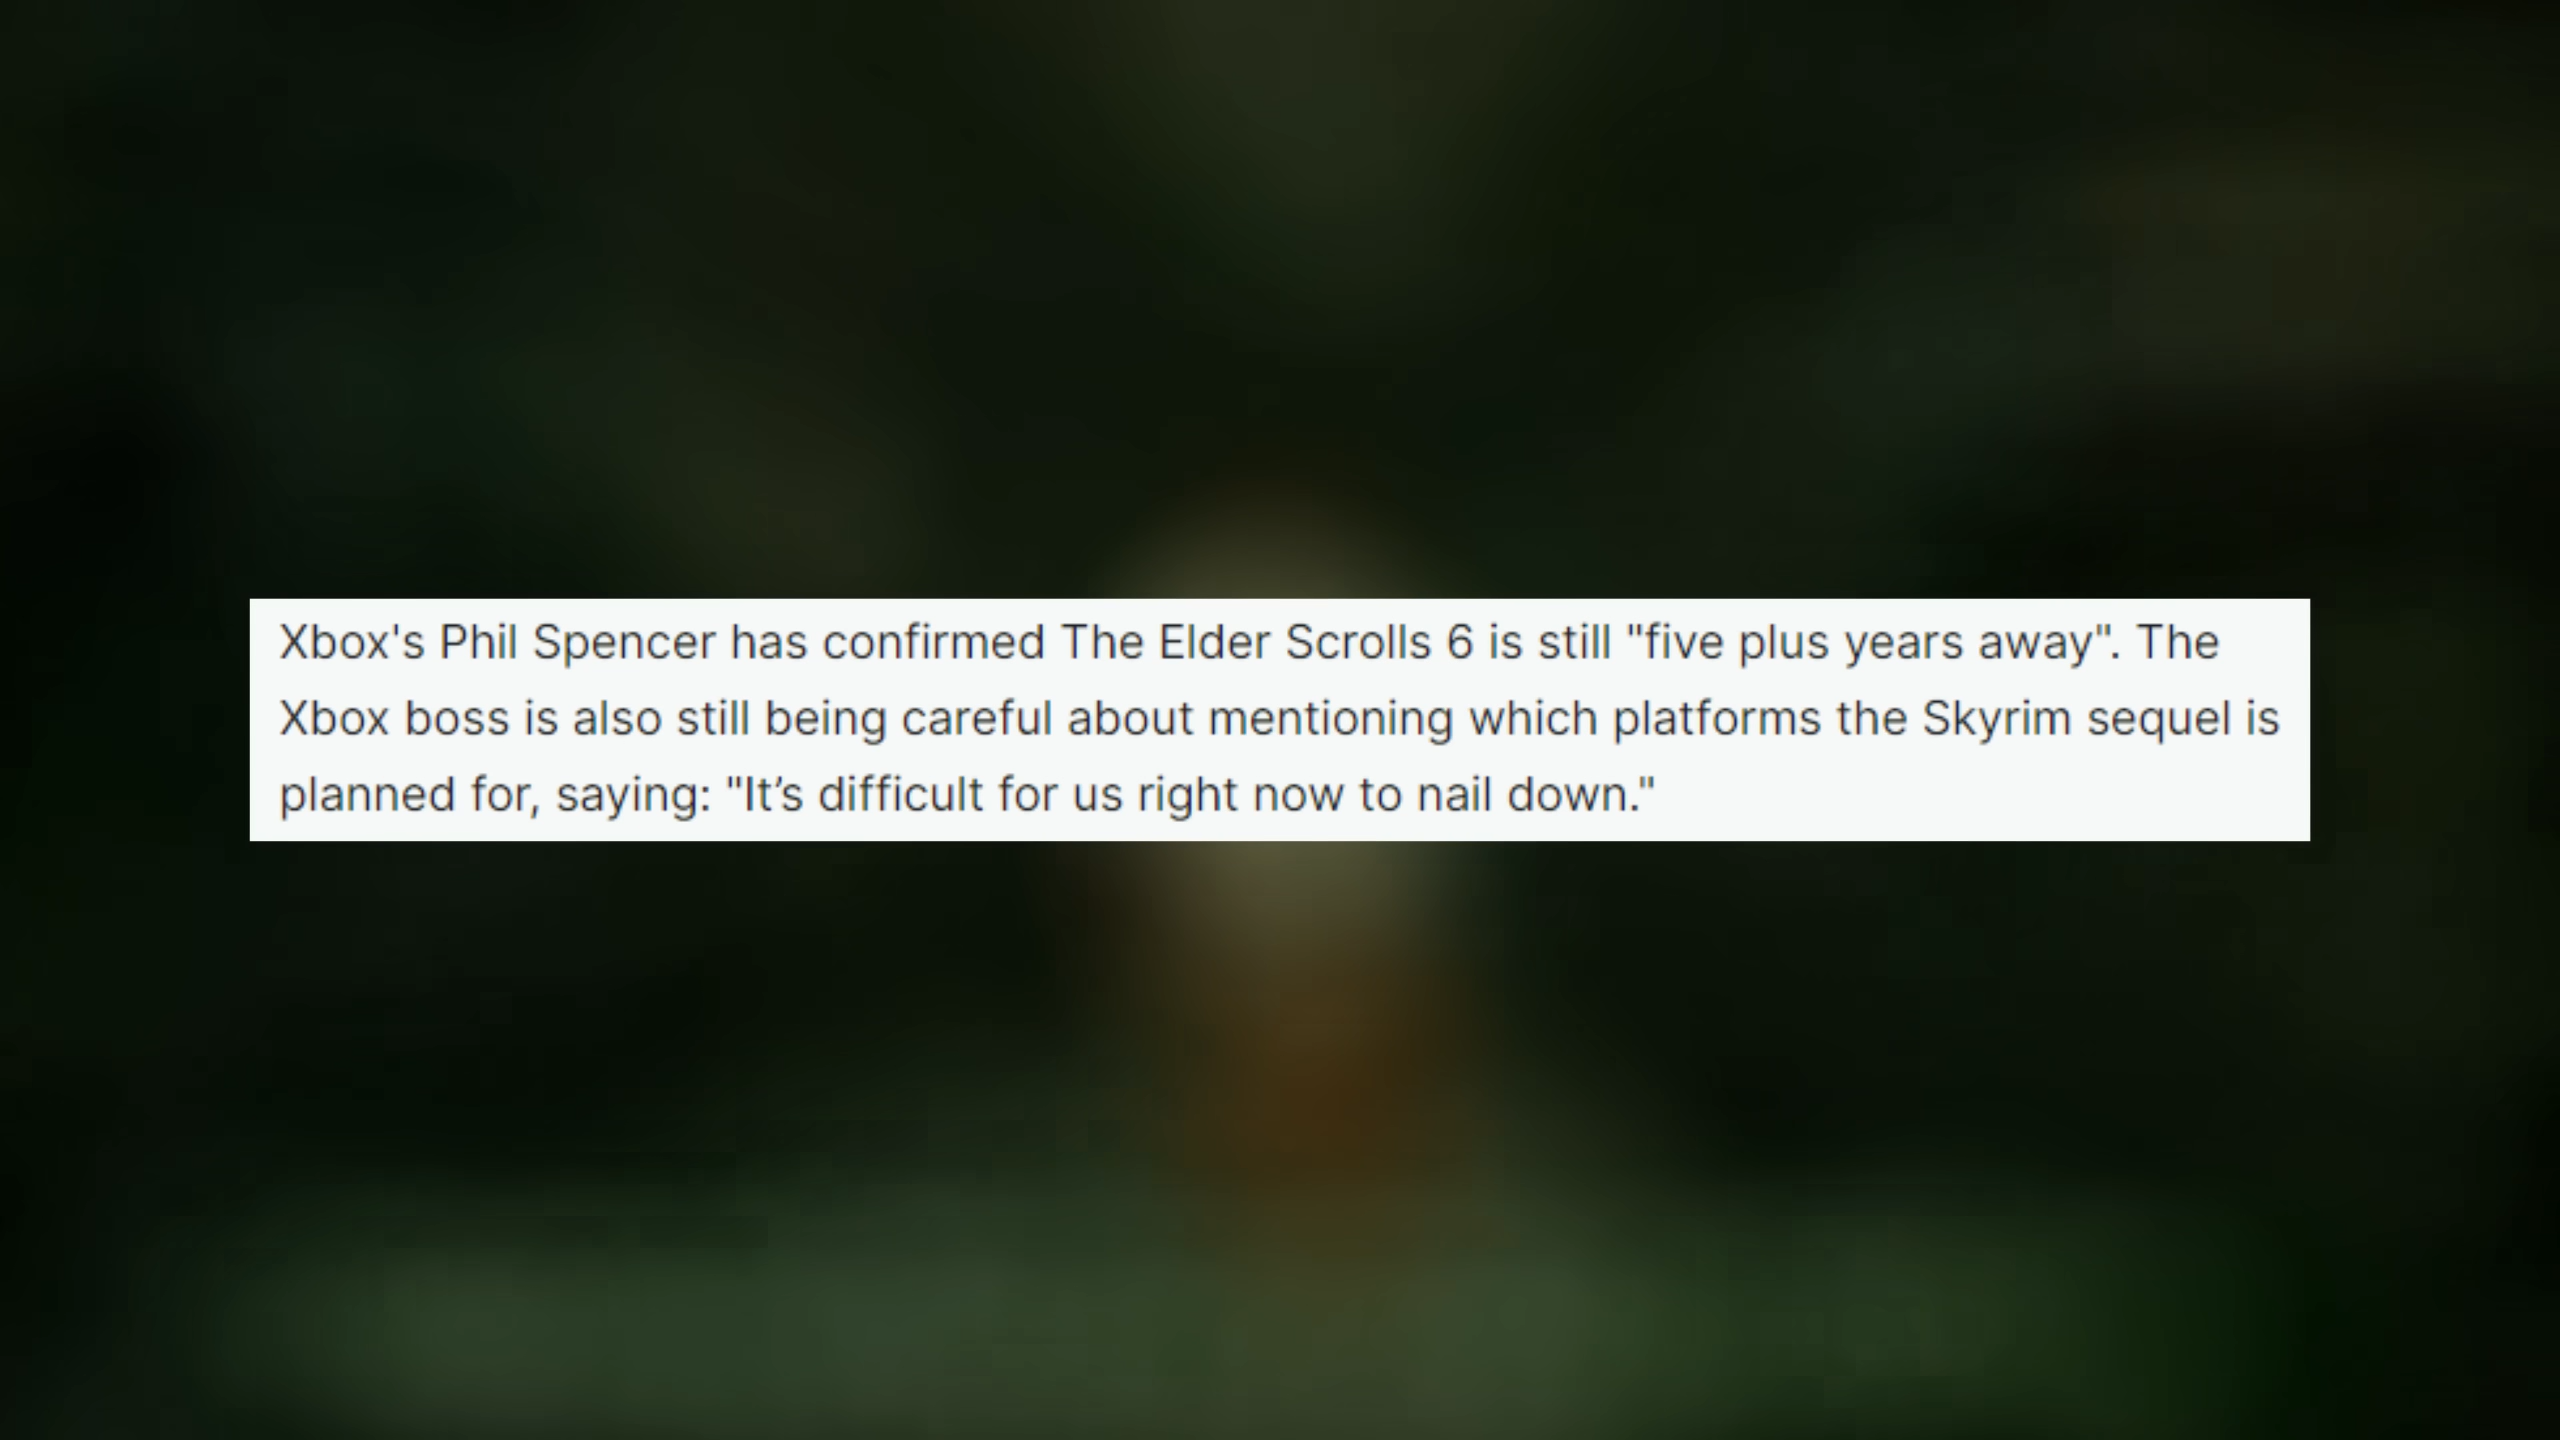 Xbox's Phil Spencer has confirmed The Elder Scrolls 6 is still "five plus years away". The
Xbox boss is also still being careful about mentioning which platforms the Skyrim sequel is
planned for, saying: "It’s difficult for us right now to nail down."